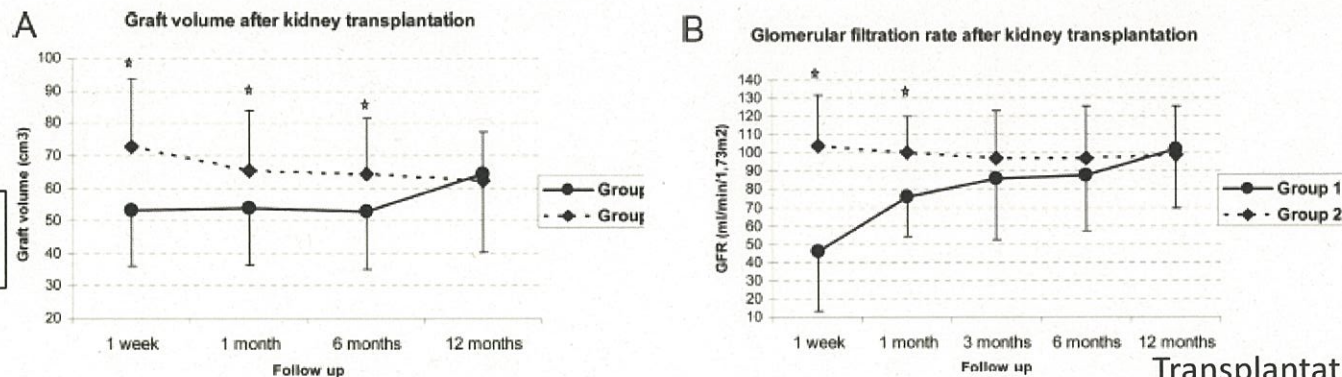 A
Graft volume after kidney transplantation
Graft volume (cm3)
100
90
80
70
60
50
40
30
20
1 week 1 month 6 months 12 months
Follow up
Group
Group
B
Glomerular filtration rate after kidney transplantation
GFR (ml/min/1,73m2)
140
130
120
110
100
90
80
70
60
50
40
30
20
10
1 week 1 month 3 months 6 months 12 months
Follow up
Group 1
Group 2
Transplantat